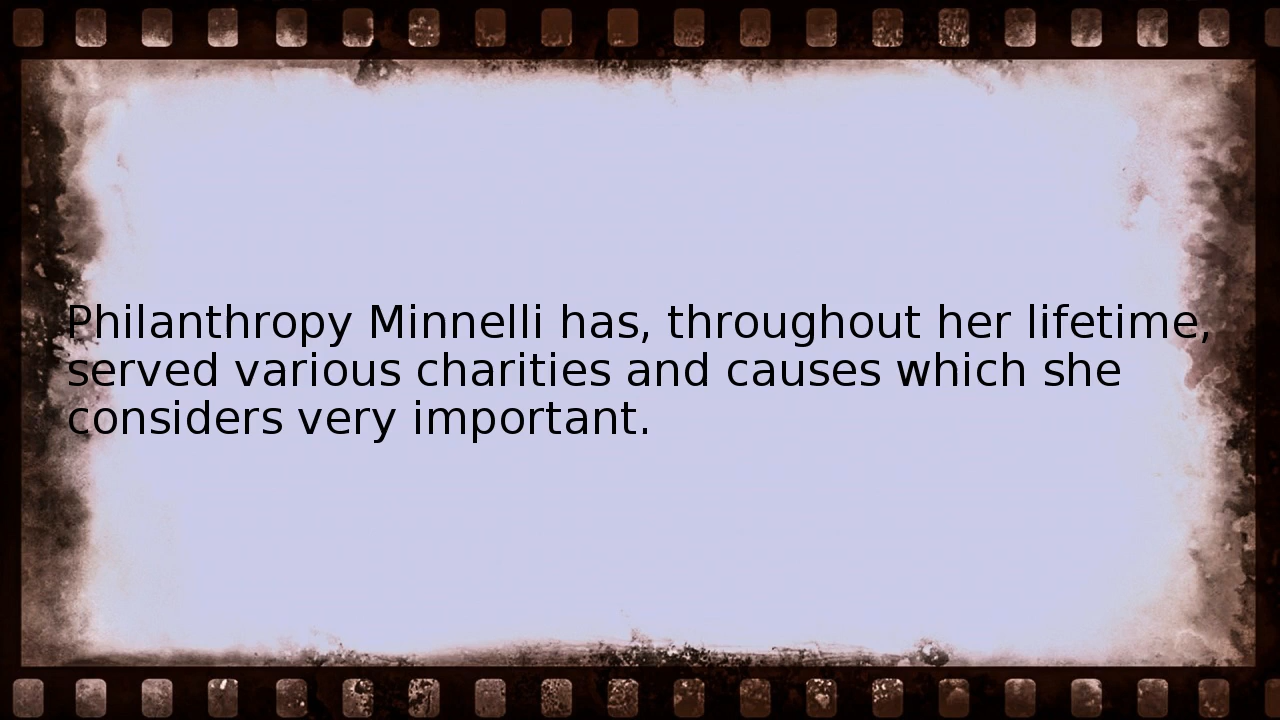 Philanthropy Minnelli has, throughout her lifetime,
served various charities and causes which she
considers very important.